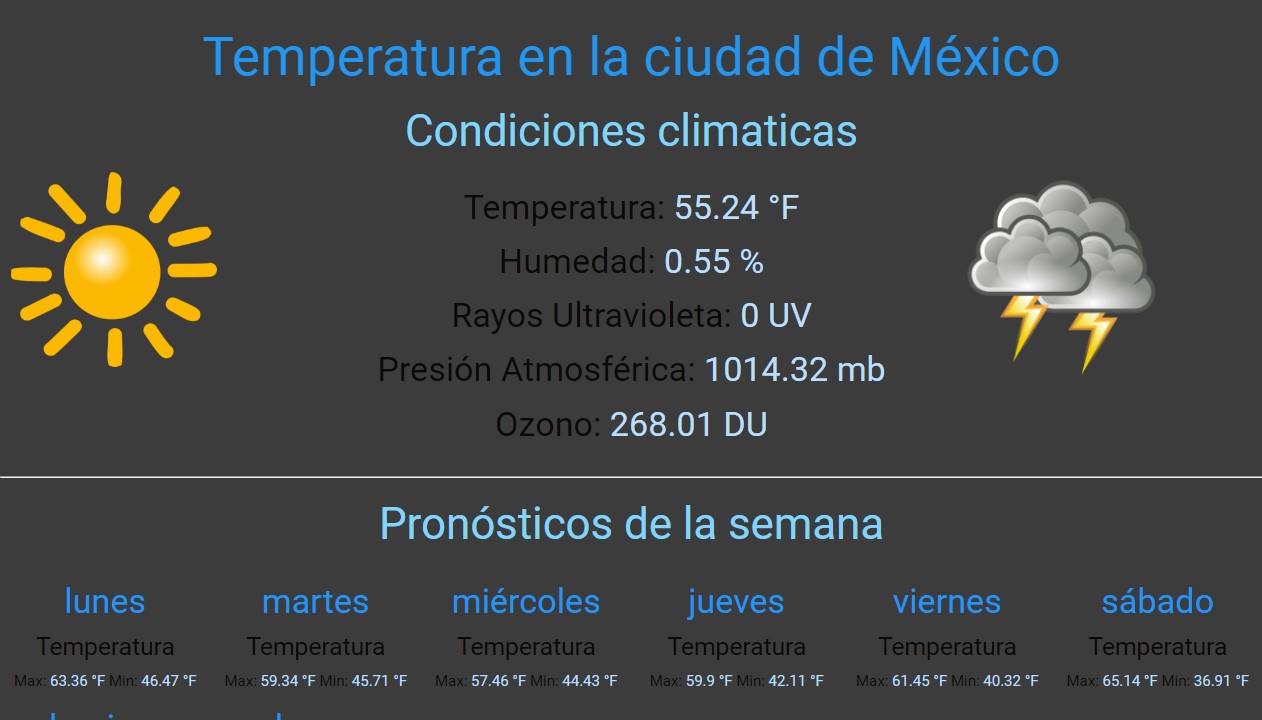 Temperatura en la ciudad de México
Condiciones climaticas
Temperatura: 55.24 °F
Humedad: 0.55 %
Rayos Ultravioleta: 0 UV
Presión Atmosférica: 1014.32 mb
Ozono: 268.01 DU
Pronósticos de la semana
lunes martes miércoles jueves viernes sábado
Temperatura Temperatura Temperatura Temperatura Temperatura Temperatura
Max: 63.36 °F Min: 46.47 °F Max: 59.34 °F Min: 45.71 °F Max: 57.46 °F Min: 44.43 °F Max: 59.9 °F Min: 42.11 °F Max: 61.45 °F Min: 40.32 °F Max: 65.14 °F Min: 36.91 °F